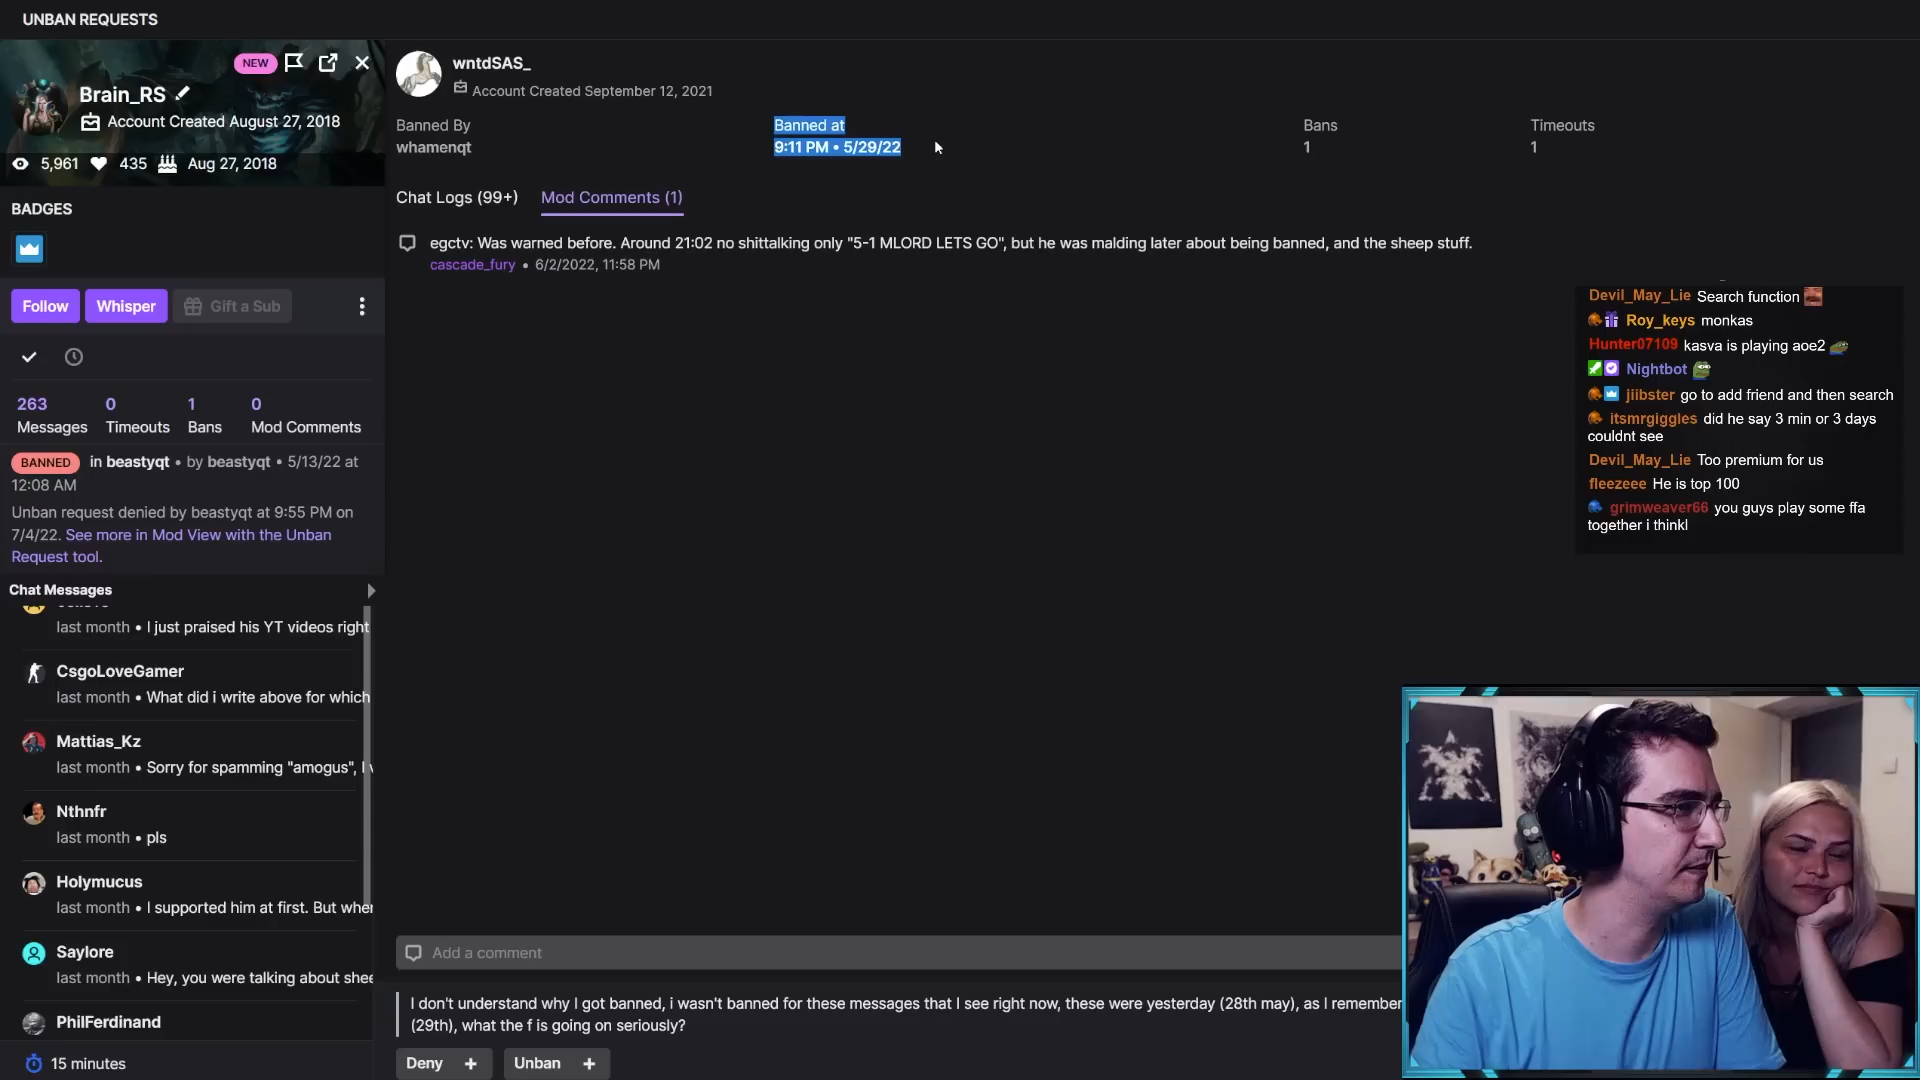 UNBAN REQUESTS
NEW
Brain_RS
Account Created August 27, 2018
5,961 435 Aug 27, 2018
BADGES
Follow Whisper Gift a Sub
263 0 1 0
Messages Timeouts Bans Mod Comments
BANNED in beastyqt • by beastyqt • 5/13/22 at
12:08 AM
Unban request denied by beastyqt at 9:55 PM on
7/4/22. See more in Mod View with the Unban
Request tool.
Chat Messages
last month • I just praised his YT videos right
CsgoLoveGamer
last month • What did i write above for which
Mattias_Kz
last month • Sorry for spamming "amogus", I
Nthnfr
last month • pls
Holymucus
last month • I supported him at first. But when
Saylore
last month • Hey, you were talking about shee
PhilFerdinand
15 minutes
wntdSAS_
Account Created September 12, 2021
Banned By Banned at Bans Timeouts
whamenqt 9:11 PM • 5/29/22 1 1
Chat Logs (99+) Mod Comments (1)
egctv: Was warned before. Around 21:02 no shittalking only "5-1 MLORD LETS GO", but he was malding later about being banned, and the sheep stuff.
cascade_fury • 6/2/2022, 11:58 PM
Add a comment
I don't understand why I got banned, i wasn't banned for these messages that I see right now, these were yesterday (28th may), as I remember
(29th), what the f is going on seriously?
Deny + Unban +
Devil_May_Lie Search function
Roy_keys monkas
Hunter07109 kasva is playing aoe2
Nightbot
jiibster go to add friend and then search
itsmrgiggles did he say 3 min or 3 days
couldnt see
Devil_May_Lie Too premium for us
fleezeee He is top 100
grimweaver66 you guys play some ffa
together i thinkl